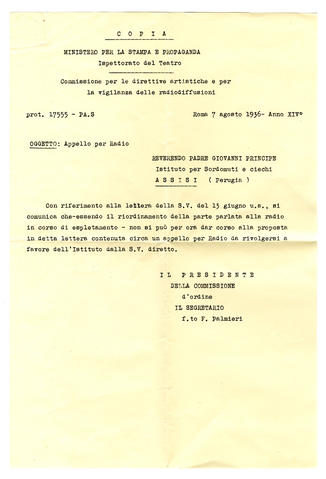 C O P I A
MINISTERO PER LA STAMPA E PROPAGANDA
Inspettorato del Teatro
Commissione per le direttive artistiche e per
la vigilanza delle radiodiffusioni
prot. 17555 - PA.S
Roma 7 agosto 1936- Anno XIV°
OGGETTO: Appello per Radio
REVERENDO PADRE GIOVANNI PRINCIPE
Istituto per Sordomuti e ciechi
A S S I S I ( Perugia )
Con riferimento alla lettera della S.V. del 15 giugno u.s., si
comunica che-essendo il riordinamento della parte parlata alla radio
in corso di espletamento - non si può per ora dar corso alla proposta
in detta lettera contenuta circa un appello per Radio da rivolgersi a
favore dell'Istituto dalla S.V. diretto.
I L P R E S I D E N T E
DELLA COMMISSIONE
d'ordine
IL SEGRETARIO
f.to F. Palmieri